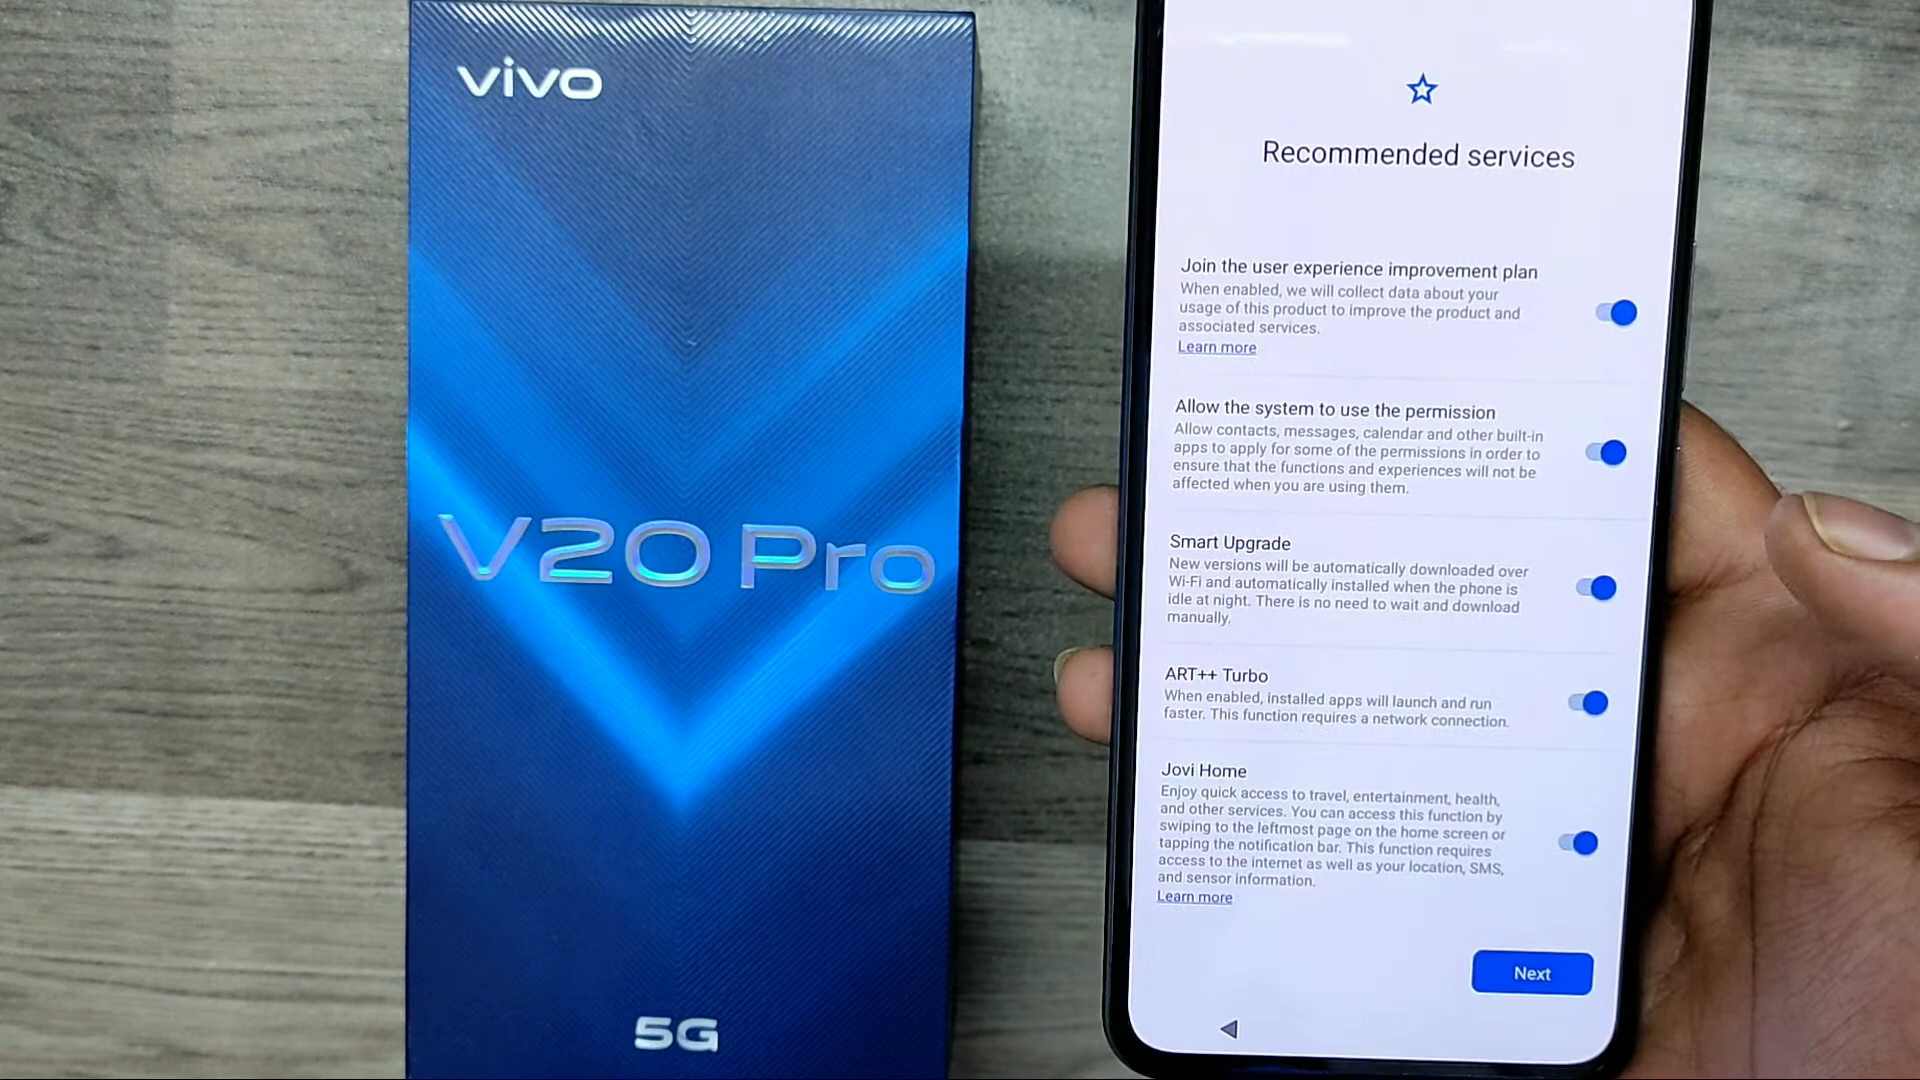 vivo
V20 Pro
5G
Recommended services
Join the user experience improvement plan
When enabled, we will collect data about your
usage of this product to improve the product and
associated services.
Learn more
Allow the system to use the permission
Allow contacts, messages, calendar and other built-in
apps to apply for some of the permissions in order to
ensure that the functions and experiences will not be
affected when you are using them.
Smart Upgrade
New versions will be automatically downloaded over
Wi-Fi and automatically installed when the phone is
idle at night. There is no need to wait and download
manually.
ART++ Turbo
When enabled, installed apps will launch and run
faster. This function requires a network connection.
Jovi Home
Enjoy quick access to travel, entertainment, health,
and other services. You can access this function by
swiping to the leftmost page on the home screen or
tapping the notification bar. This function requires
access to the internet as well as your location, SMS,
and sensor information.
Learn more
Next